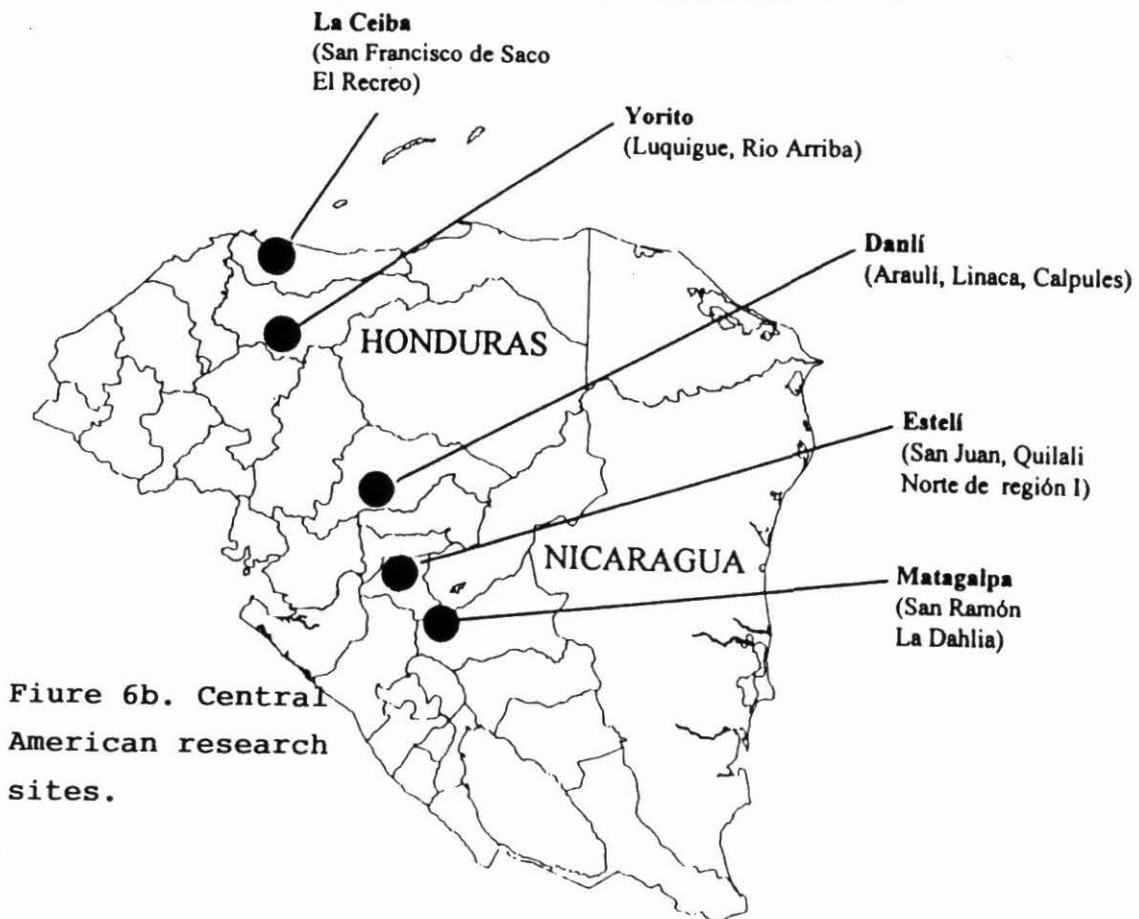 La Ceiba
(San Francisco de Saco
El Recreo)
Yorito
(Luquigue, Rio Arriba)
Danlí
(Araulí, Linaca, Calpules)
HONDURAS
Estelí
(San Juan, Quilali
Norte de región I)
NICARAGUA
Matagalpa
(San Ramón
La Dahlia)
Fiure 6b. Central
American research
sites.